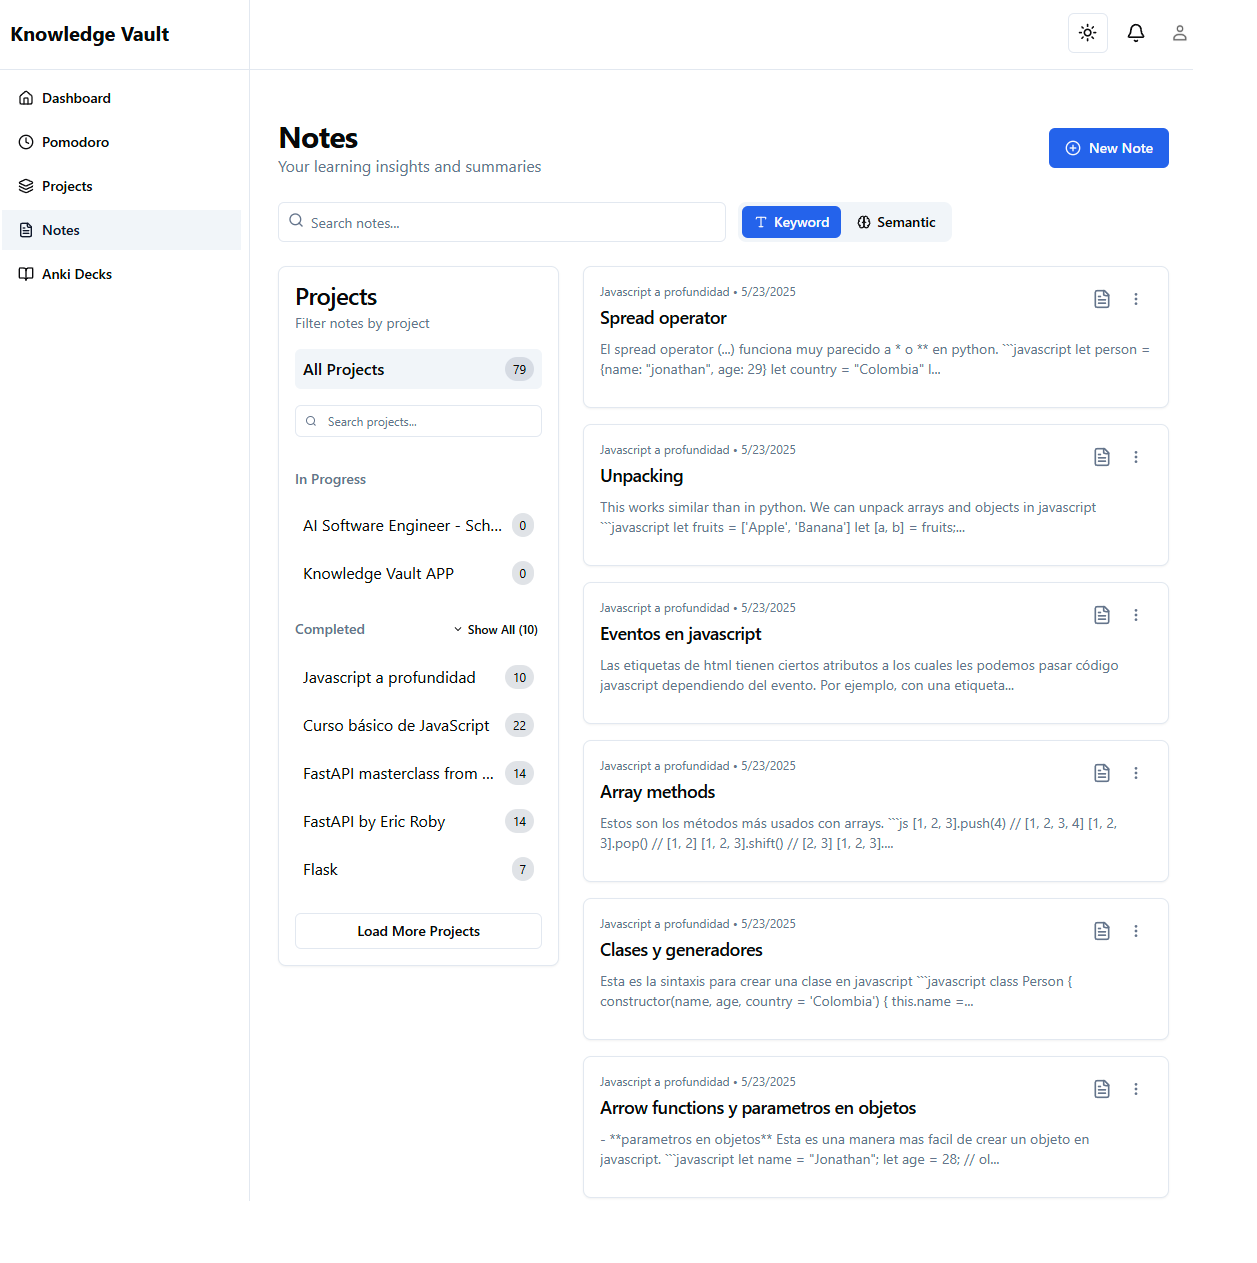 Knowledge Vault
Dashboard
Pomodoro
Projects
Notes
Anki Decks
Notes
Your learning insights and summaries
New Note
Search notes...
Keyword
Semantic
Projects
Filter notes by project
All Projects 79
Search projects...
In Progress
AI Software Engineer - Sch... 0
Knowledge Vault APP 0
Completed
Show All (10)
Javascript a profundidad 10
Curso básico de JavaScript 22
FastAPI masterclass from ... 14
FastAPI by Eric Roby 14
Flask 7
Load More Projects
Javascript a profundidad • 5/23/2025
Spread operator
El spread operator (...) funciona muy parecido a * o ** en python. ```javascript let person =
{name: "jonathan", age: 29} let country = "Colombia" l...
Javascript a profundidad • 5/23/2025
Unpacking
This works similar than in python. We can unpack arrays and objects in javascript
```javascript let fruits = ['Apple', 'Banana'] let [a, b] = fruits;...
Javascript a profundidad • 5/23/2025
Eventos en javascript
Las etiquetas de html tienen ciertos atributos a los cuales les podemos pasar código
javascript dependiendo del evento. Por ejemplo, con una etiqueta...
Javascript a profundidad • 5/23/2025
Array methods
Estos son los métodos más usados con arrays. ```js [1, 2, 3].push(4) // [1, 2, 3, 4] [1, 2,
3].pop() // [1, 2] [1, 2, 3].shift() // [2, 3] [1, 2, 3]....
Javascript a profundidad • 5/23/2025
Clases y generadores
Esta es la sintaxis para crear una clase en javascript ```javascript class Person {
constructor(name, age, country = 'Colombia') { this.name =...
Javascript a profundidad • 5/23/2025
Arrow functions y parametros en objetos
- **parametros en objetos** Esta es una manera mas facil de crear un objeto en
javascript. ```javascript let name = "Jonathan"; let age = 28; // ol...